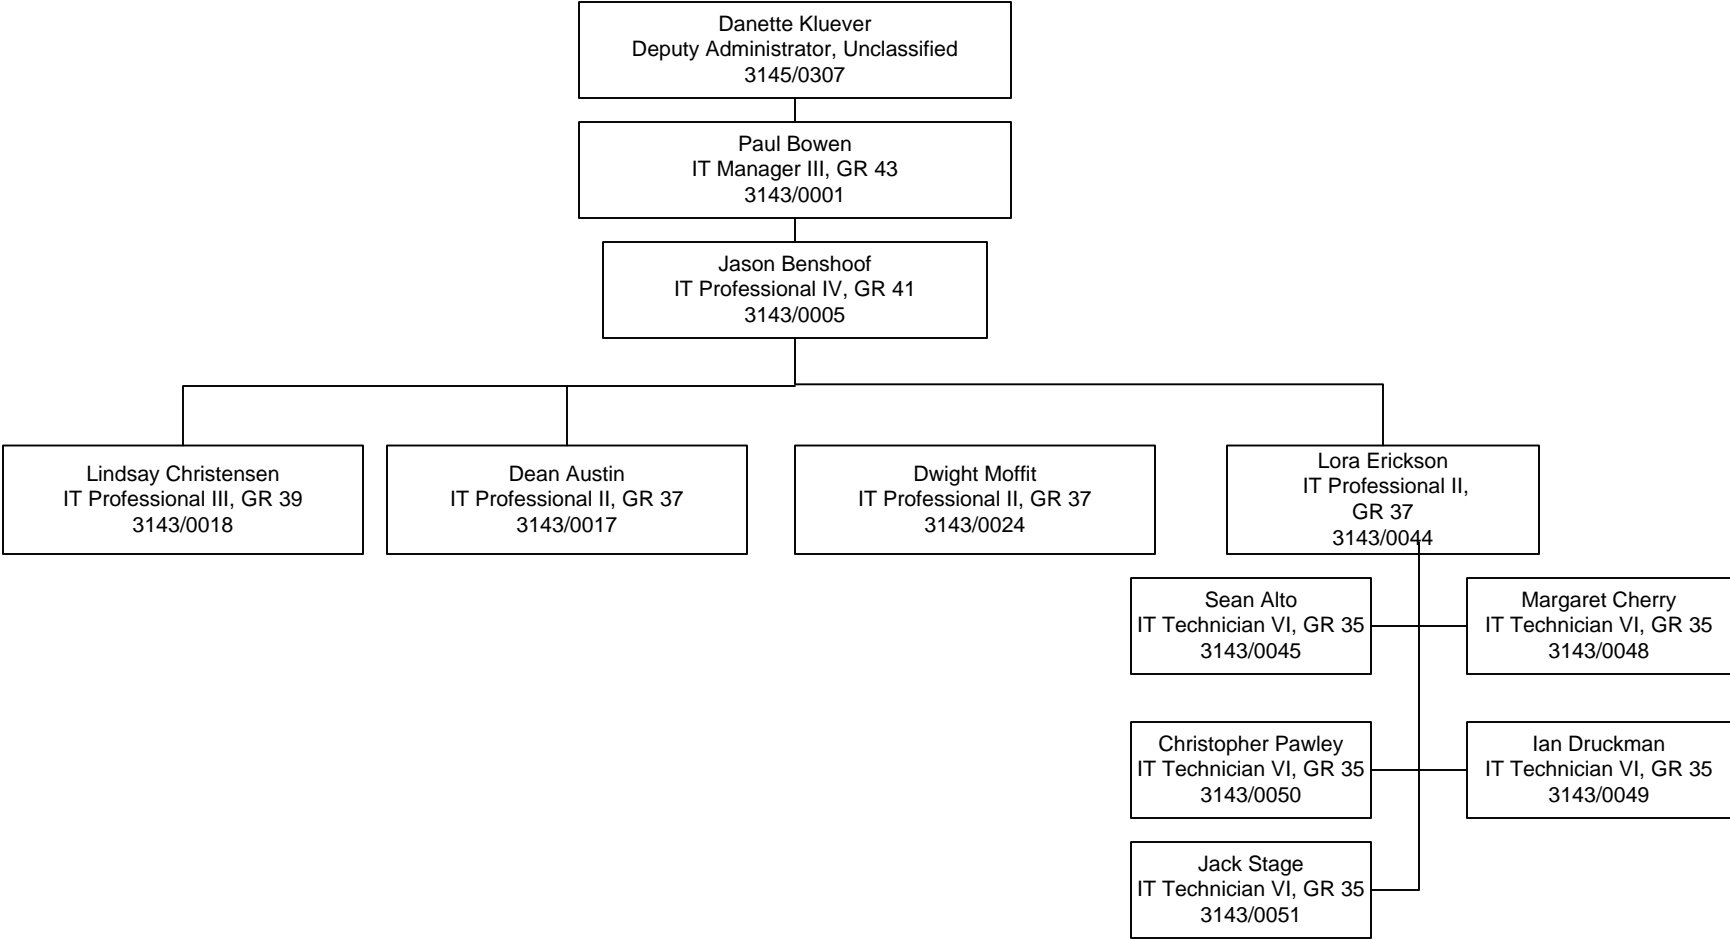 Danette Kluever
Deputy Administrator, Unclassified
3145/0307
Paul Bowen
IT Manager III, GR 43
3143/0001
Jason Benshoof
IT Professional IV, GR 41
3143/0005
Lindsay Christensen
IT Professional III, GR 39
3143/0018
Dean Austin
IT Professional II, GR 37
3143/0017
Dwight Moffit
IT Professional II, GR 37
3143/0024
Lora Erickson
IT Professional II,
GR 37
3143/0044
Sean Alto
IT Technician VI, GR 35
3143/0045
Margaret Cherry
IT Technician VI, GR 35
3143/0048
Christopher Pawley
IT Technician VI, GR 35
3143/0050
Ian Druckman
IT Technician VI, GR 35
3143/0049
Jack Stage
IT Technician VI, GR 35
3143/0051